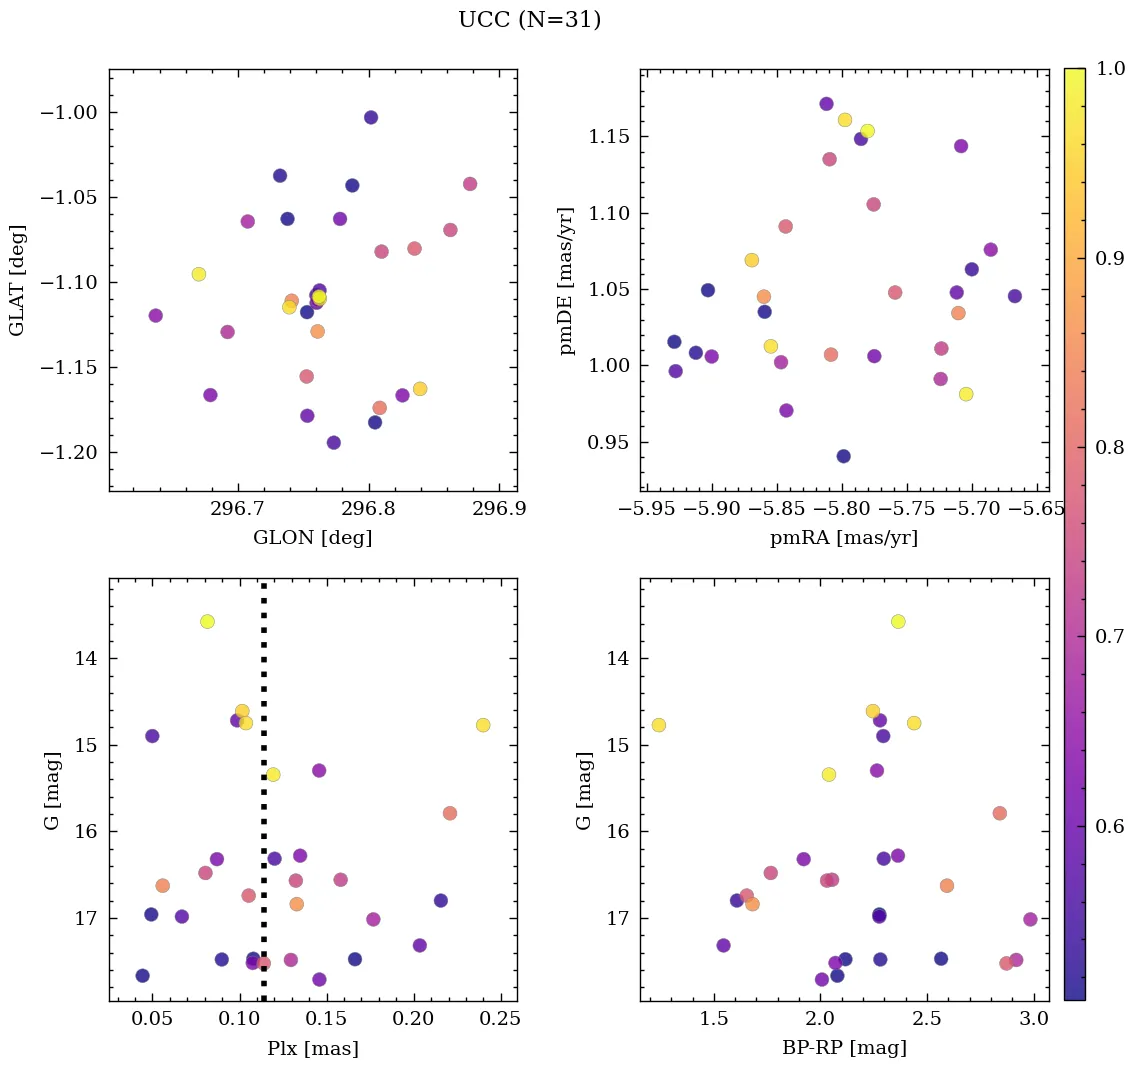 UCC (N=31)
−1.00
−1.05
−1.10
−1.15
−1.20
GLAT [deg]
296.7 296.8 296.9
GLON [deg]
1.15
1.10
1.05
1.00
0.95
pmDE [mas/yr]
−5.95 −5.90 −5.85 −5.80 −5.75 −5.70 −5.65
pmRA [mas/yr]
1.0
0.9
0.8
0.7
0.6
14
15
16
17
G [mag]
0.05 0.10 0.15 0.20 0.25
Plx [mas]
14
15
16
17
G [mag]
1.5 2.0 2.5 3.0
BP-RP [mag]